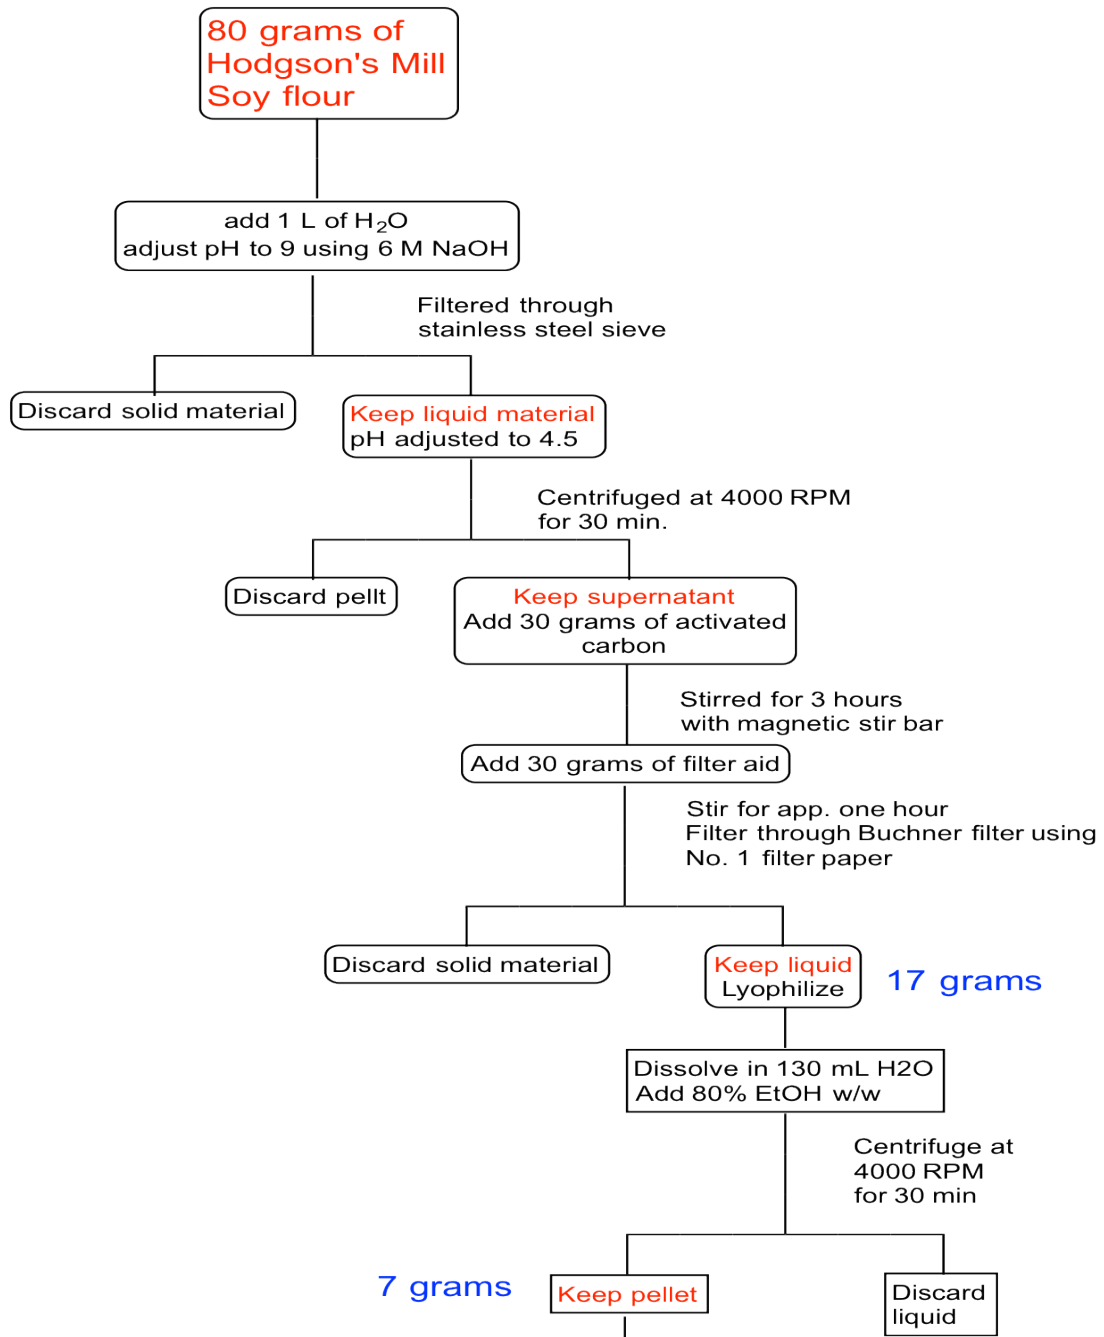 80 grams of
Hodgson's Mill
Soy flour
add 1 L of H₂O
adjust pH to 9 using 6 M NaOH
Filtered through
stainless steel sieve
Discard solid material
Keep liquid material
pH adjusted to 4.5
Centrifuged at 4000 RPM
for 30 min.
Discard pellt
Keep supernatant
Add 30 grams of activated
carbon
Stirred for 3 hours
with magnetic stir bar
Add 30 grams of filter aid
Stir for app. one hour
Filter through Buchner filter using
No. 1 filter paper
Discard solid material
Keep liquid
Lyophilize
17 grams
Dissolve in 130 mL H2O
Add 80% EtOH w/w
Centrifuge at
4000 RPM
for 30 min
7 grams
Keep pellet
Discard
liquid